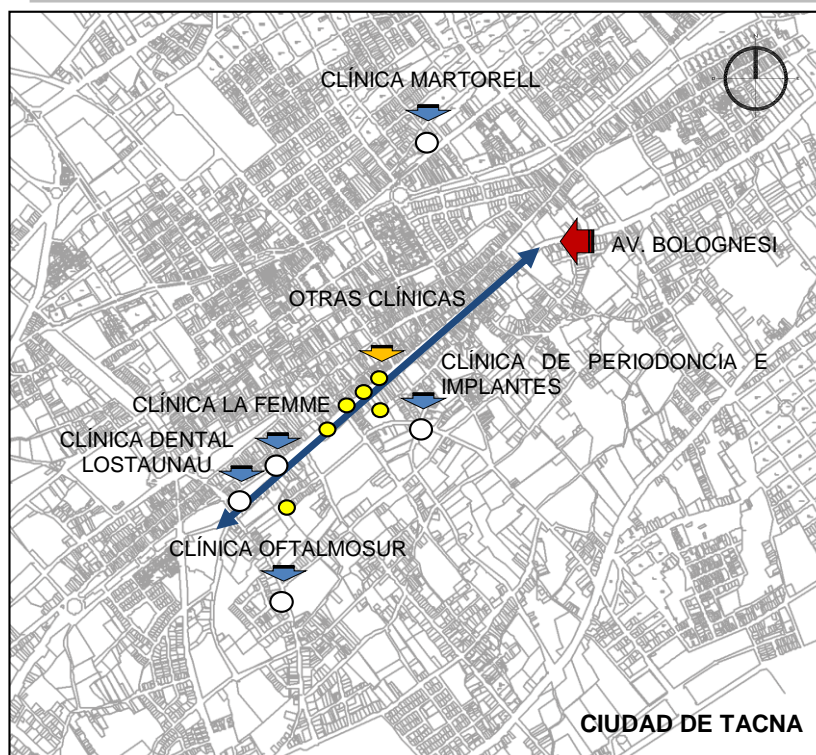 CLÍNICA MARTORELL
AV. BOLOGNESI
OTRAS CLÍNICAS
CLÍNICA DE PERIODONCIA E
IMPLANTES
CLÍNICA LA FEMME
CLÍNICA DENTAL
LOSTAUNAU
CLÍNICA OFTALMOSUR
CIUDAD DE TACNA